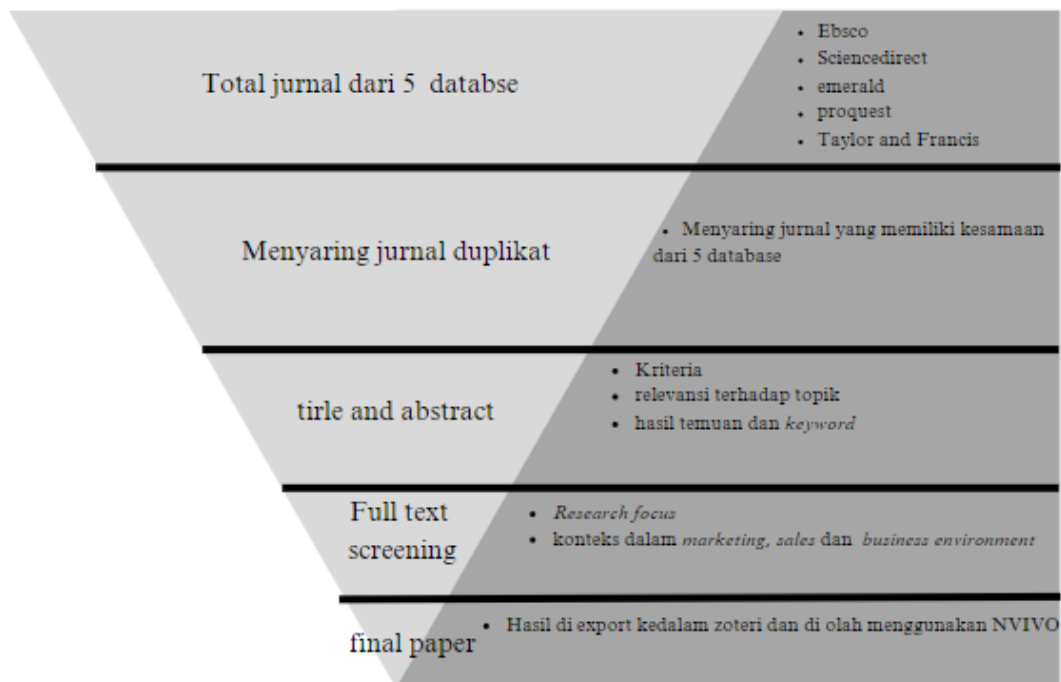 Total jurnal dari 5 databse
• Ebsco
• Sciencedirect
• emerald
• proquest
• Taylor and Francis
Menyaring jurnal duplikat
• Menyaring jurnal yang memiliki kesamaan
dari 5 database
tirle and abstract
• Kriteria
• relevansi terhadap topik
• hasil temuan dan keyword
Full text
screening
• Research focus
• konteks dalam marketing, sales dan business environment
final paper
• Hasil di export kedalam zoteri dan di olah menggunakan NVIVO